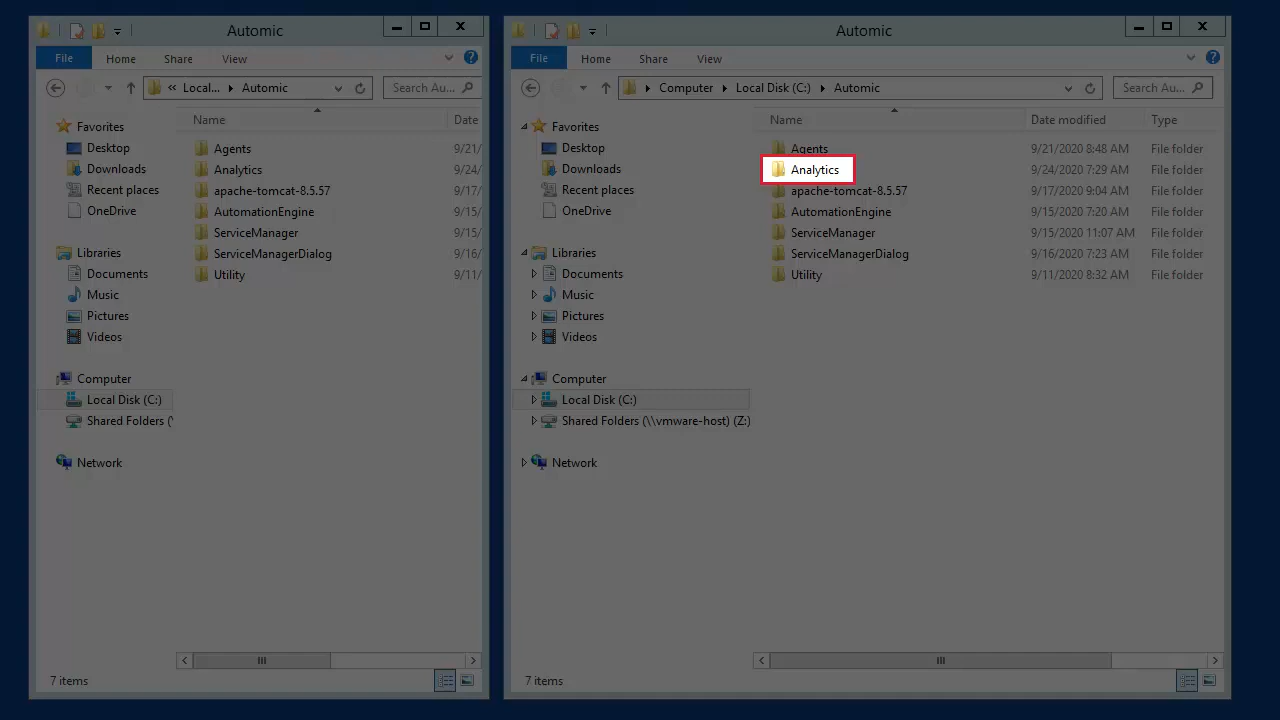 Automic
File Home Share View
« Local... Automic Search Au...
Name Date
Favorites
Desktop
Downloads
Recent places
OneDrive
Libraries
Documents
Music
Pictures
Videos
Computer
Local Disk (C:)
Shared Folders (\
Network
Agents 9/21/
Analytics 9/24/
apache-tomcat-8.5.57 9/17/
AutomationEngine 9/15/
ServiceManager 9/15/
ServiceManagerDialog 9/16/
Utility 9/11/
7 items
Automic
File Home Share View
Computer Local Disk (C:) Automic Search Au...
Name Date modified Type
Favorites
Desktop
Downloads
Recent places
OneDrive
Libraries
Documents
Music
Pictures
Videos
Computer
Local Disk (C:)
Shared Folders (\\vmware-host) (Z:)
Network
Agents 9/21/2020 8:48 AM File folder
Analytics 9/24/2020 7:29 AM File folder
apache-tomcat-8.5.57 9/17/2020 9:04 AM File folder
AutomationEngine 9/15/2020 7:20 AM File folder
ServiceManager 9/15/2020 11:07 AM File folder
ServiceManagerDialog 9/16/2020 7:23 AM File folder
Utility 9/11/2020 8:32 AM File folder
7 items